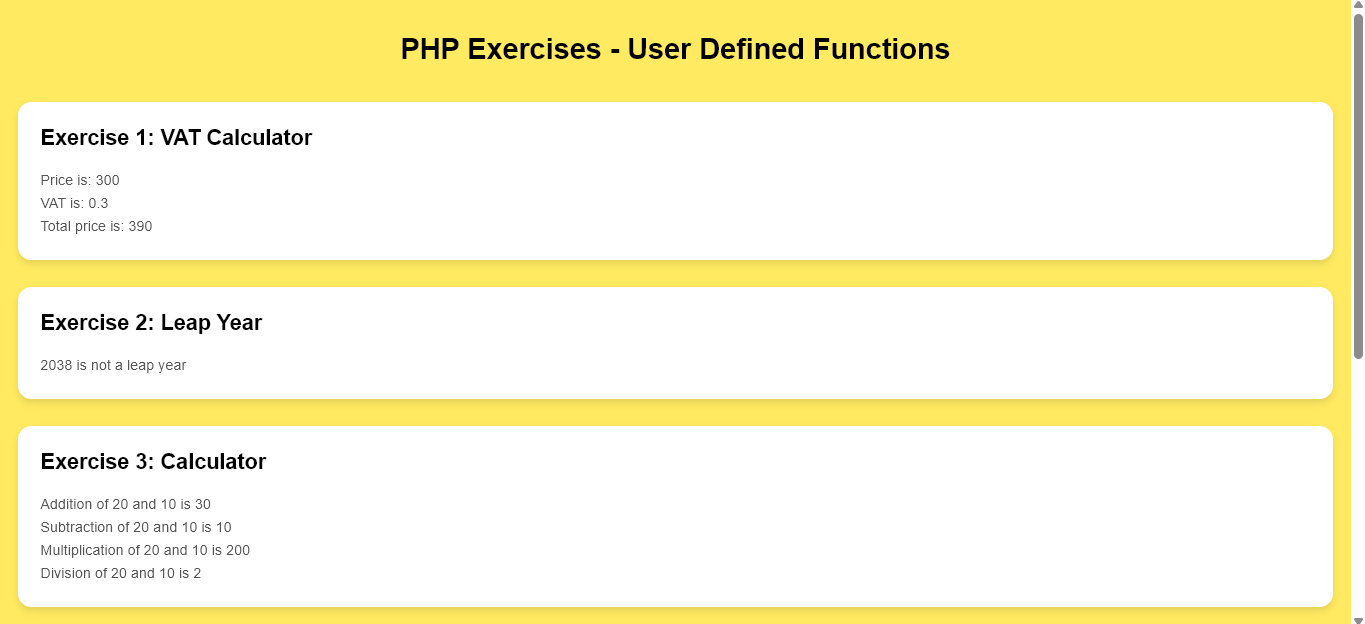 PHP Exercises - User Defined Functions
Exercise 1: VAT Calculator
Price is: 300
VAT is: 0.3
Total price is: 390
Exercise 2: Leap Year
2038 is not a leap year
Exercise 3: Calculator
Addition of 20 and 10 is 30
Subtraction of 20 and 10 is 10
Multiplication of 20 and 10 is 200
Division of 20 and 10 is 2